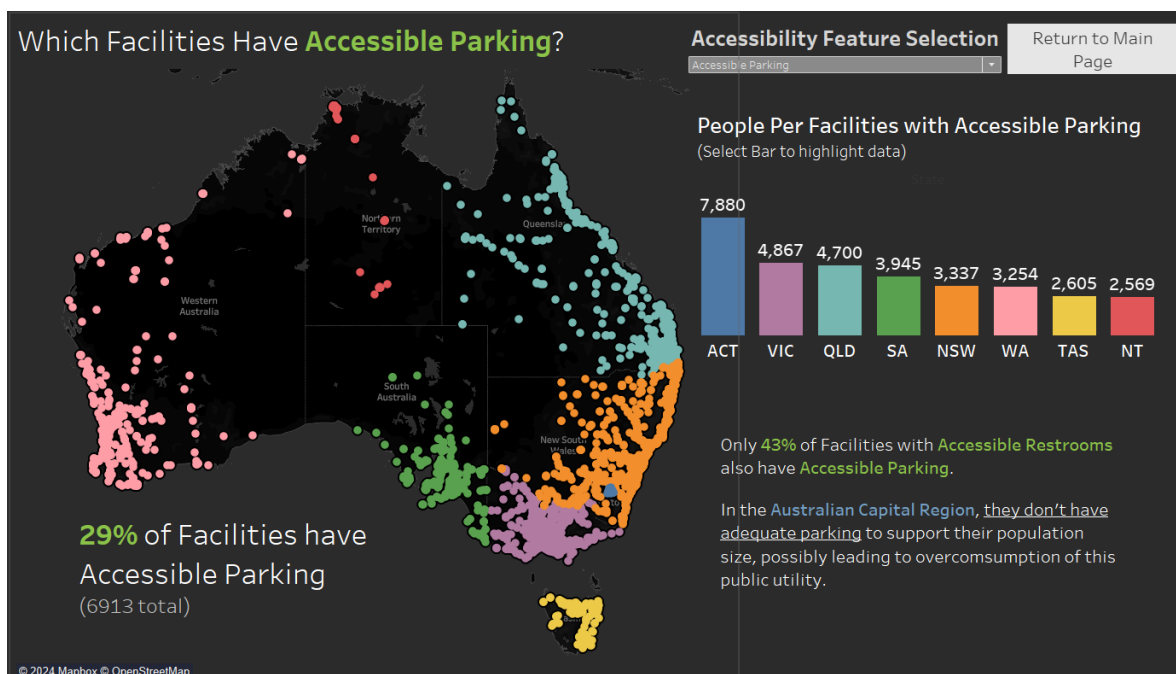 Which Facilities Have Accessible Parking?
Accessibility Feature Selection
Accessible Parking
Return to Main
Page
People Per Facilities with Accessible Parking
(Select Bar to highlight data)
State
7,880
4,867
4,700
3,945
3,337
3,254
2,605
2,569
ACT
VIC
QLD
SA
NSW
WA
TAS
NT
Northern
Territory
Western
Australia
South
Australia
Only 43% of Facilities with Accessible Restrooms
also have Accessible Parking.
In the Australian Capital Region, they don't have
adequate parking to support their population
size, possibly leading to overcomsumption of this
public utility.
29% of Facilities have
Accessible Parking
(6913 total)
© 2024 Mapbox © OpenStreetMap